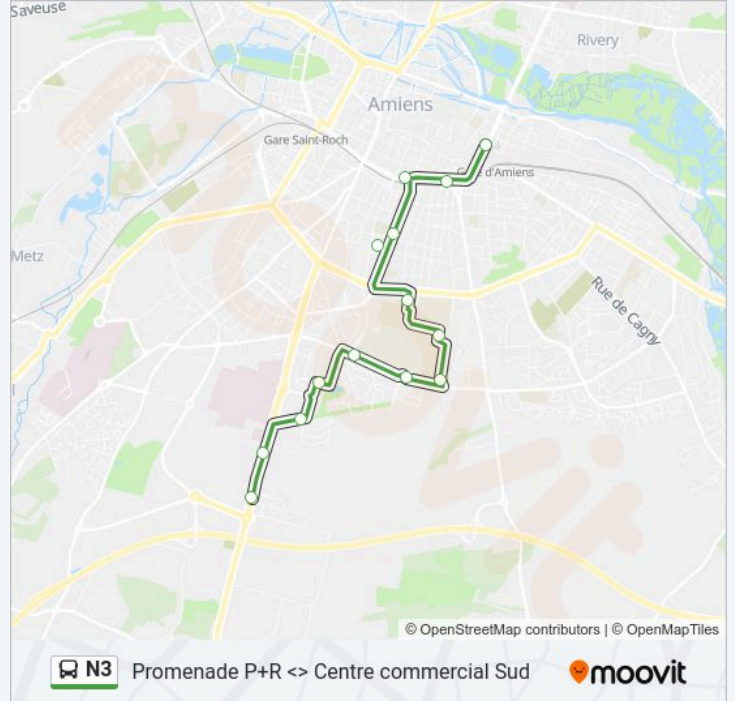 Saveuse
Rivery
Amiens
Gare Saint-Roch
d'Amiens
Metz
Rue de Cagny
© OpenStreetMap contributors | © OpenMapTiles
N3 Promenade P+R <> Centre commercial Sud moovit